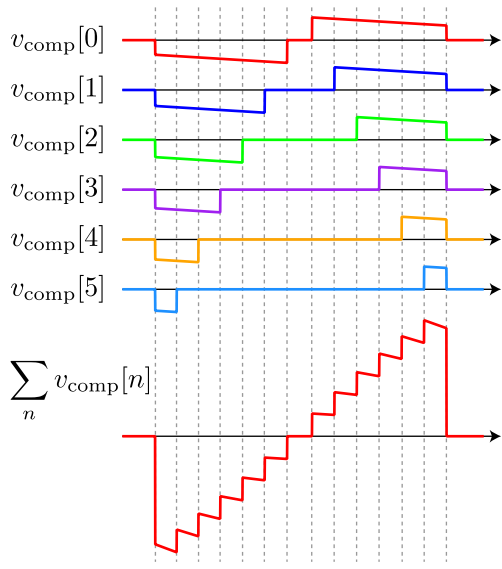 v_comp[0]
v_comp[1]
v_comp[2]
v_comp[3]
v_comp[4]
v_comp[5]
∑_n v_comp[n]